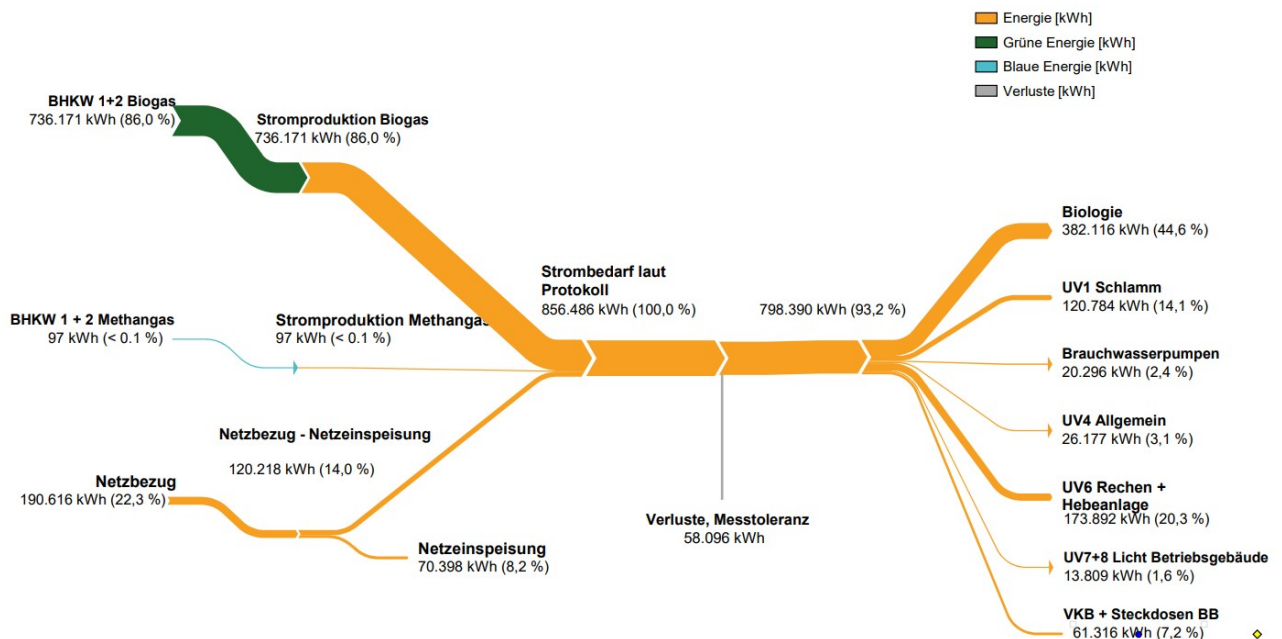 Energie [kWh]
Grüne Energie [kWh]
Blaue Energie [kWh]
Verluste [kWh]
BHKW 1+2 Biogas
736.171 kWh (86,0 %)
Stromproduktion Biogas
736.171 kWh (86,0 %)
BHKW 1 + 2 Methangas
97 kWh (< 0.1 %)
Stromproduktion Methangas
97 kWh (< 0.1 %)
Netzbezug - Netzeinspeisung
120.218 kWh (14,0 %)
Netzbezug
190.616 kWh (22,3 %)
Netzeinspeisung
70.398 kWh (8,2 %)
Strombedarf laut
Protokoll
856.486 kWh (100,0 %)
798.390 kWh (93,2 %)
Verluste, Messtoleranz
58.096 kWh
Biologie
382.116 kWh (44,6 %)
UV1 Schlamm
120.784 kWh (14,1 %)
Brauchwasserpumpen
20.296 kWh (2,4 %)
UV4 Allgemein
26.177 kWh (3,1 %)
UV6 Rechen +
Hebeanlage
173.892 kWh (20,3 %)
UV7+8 Licht Betriebsgebäude
13.809 kWh (1,6 %)
VKB + Steckdosen BB
61.316 kWh (7,2 %)